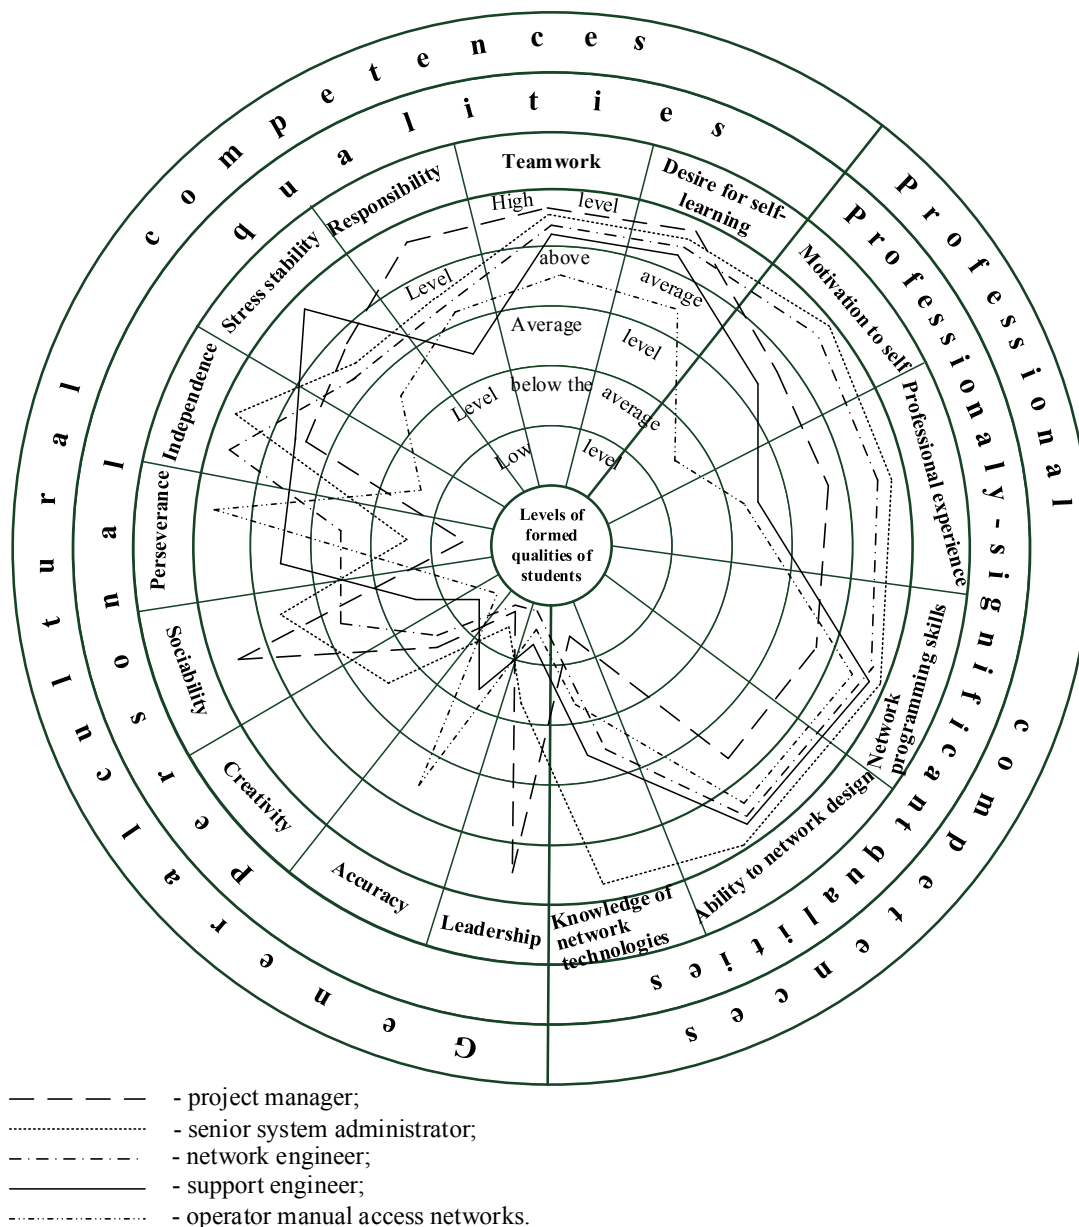 General cultural competences
Personal qualities
Professional competences
Professionaly-significant qualities
Teamwork
Desire for self-
learning
Motivation to self
Professional experience
Network
programming skills
Ability to network design
Knowledge of
network
technologies
Leadership
Accuracy
Creativity
Sociability
Perseverance
Independence
Stress stability
Responsibility
High level
Level above average
Average level
Level below the average
Low level
Levels of
formed
qualities of
students
- project manager;
- senior system administrator;
- network engineer;
- support engineer;
- operator manual access networks.